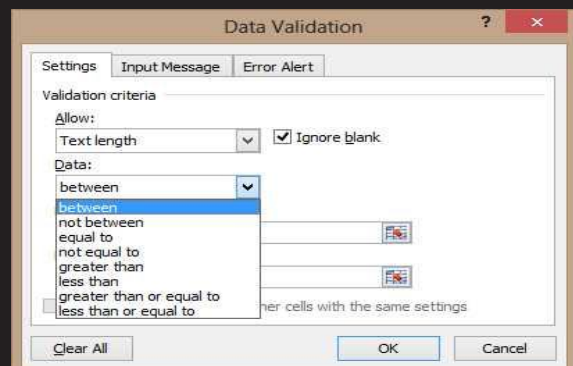 Data Validation ?
Settings Input Message Error Alert
Validation criteria
Allow:
Text length Ignore blank
Data:
between
between
not between
equal to
not equal to
greater than
less than
greater than or equal to
less than or equal to
cells with the same settings
Clear All OK Cancel